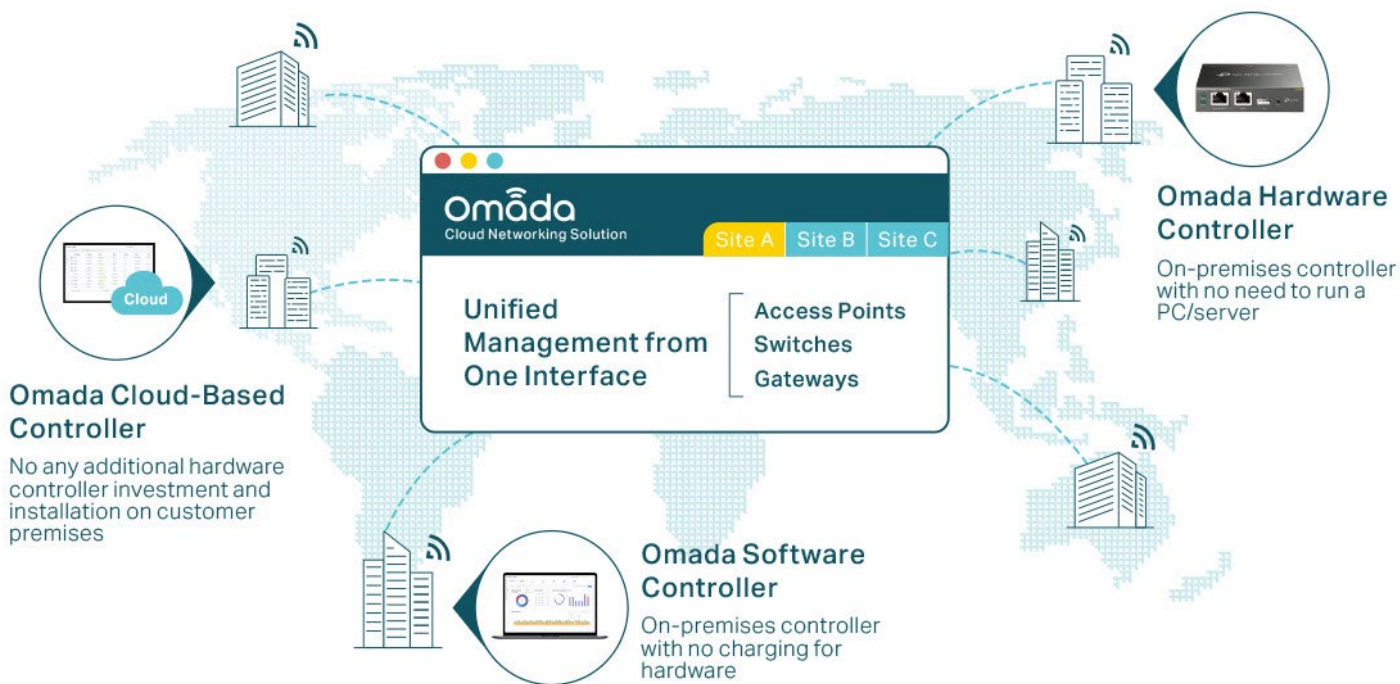 Omada
Cloud Networking Solution
Site A
Site B
Site C
Unified
Management from
One Interface
Access Points
Switches
Gateways
Cloud
Omada Cloud-Based
Controller
No any additional hardware
controller investment and
installation on customer
premises
Omada Hardware
Controller
On-premises controller
with no need to run a
PC/server
Omada Software
Controller
On-premises controller
with no charging for
hardware